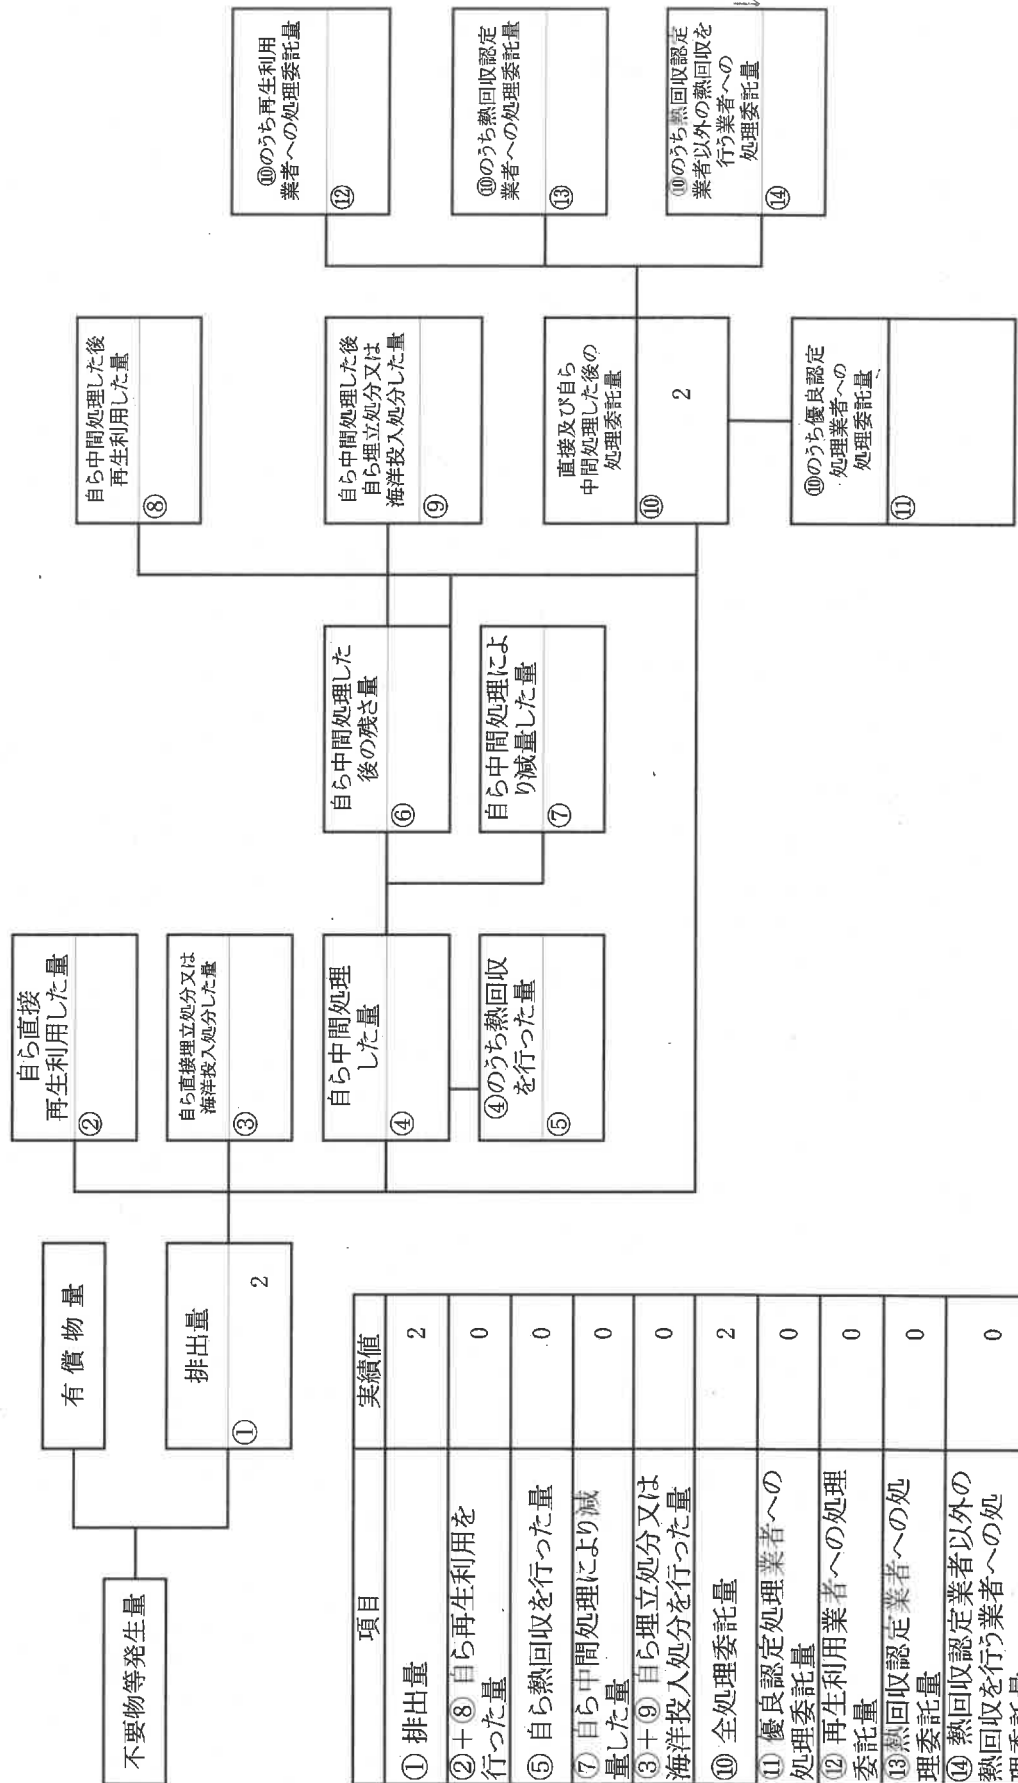 不要物等発生量
有償物量
排出量
①
2
自ら直接
再生利用した量
②
自ら直接埋立処分又は
海洋投入処分した量
③
自ら中間処理
した量
④
④のうち熱回収
を行った量
⑤
自ら中間処理した
後の残さ量
⑥
自ら中間処理によ
り減量した量
⑦
自ら中間処理した後
再生利用した量
⑧
自ら中間処理した後
自ら埋立処分又は
海洋投入処分した量
⑨
直接及び自ら
中間処理した後の
処理委託量
⑩
2
⑩のうち優良認定
処理業者への
処理委託量
⑪
⑩のうち再生利用
業者への処理委託量
⑫
⑩のうち熱回収認定
業者への処理委託量
⑬
⑩のうち熱回収認定
業者以外の熱回収を
行う業者への
処理委託量
⑭
項目 実績値
①排出量 2
②+⑧自ら再生利用を
行った量 0
⑤自ら熱回収を行った量 0
⑦自ら中間処理により減
量した量 0
③+⑨自ら埋立処分又は
海洋投入処分を行った量 0
⑩全処理委託量 2
⑪優良認定処理業者への
処理委託量 0
⑫再生利用業者への処理
委託量 0
⑬熱回収認定業者への処
理委託量 0
⑭熱回収認定業者以外の
熱回収を行う業者への処
理委託量 0